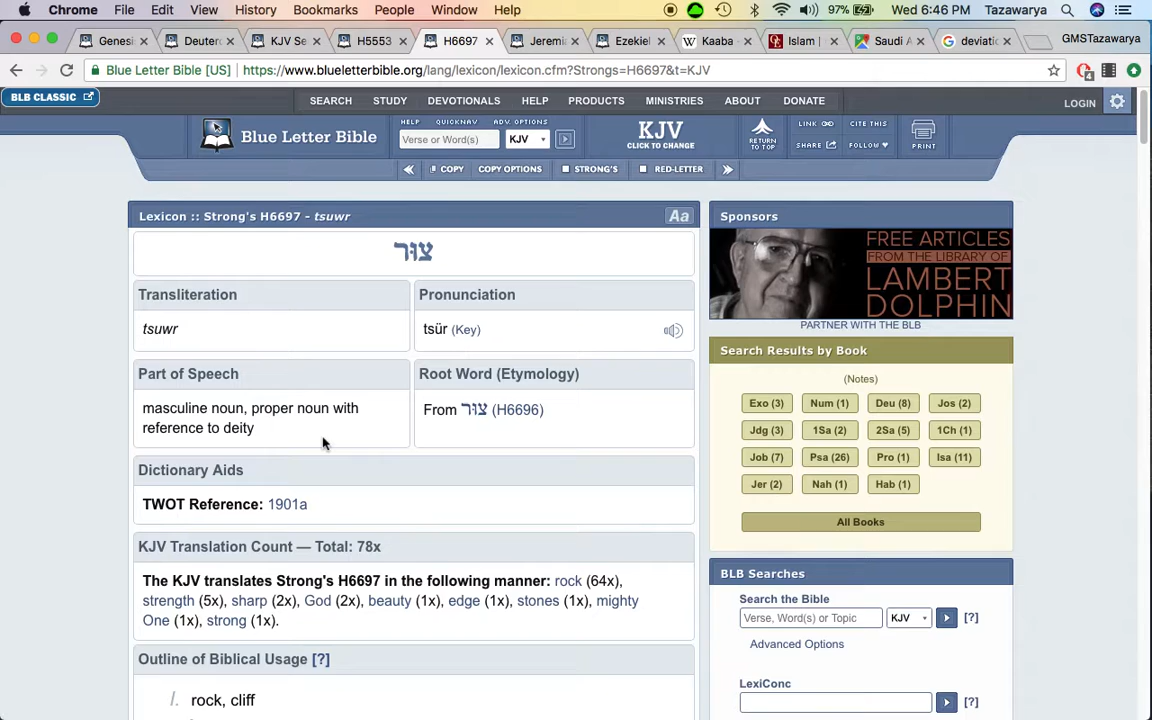 Chrome File Edit View History Bookmarks People Window Help 97% Wed 6:46 PM Tazawarya
Genesi Deutero KJV Se H5553 H6697 Jeremi Ezekiel Kaaba - Islam | Saudi A deviati GMSTazawarya
Blue Letter Bible [US] https://www.blueletterbible.org/lang/lexicon/lexicon.cfm?Strongs=H6697&t=KJV
BLB CLASSIC
SEARCH STUDY DEVOTIONALS HELP PRODUCTS MINISTRIES ABOUT DONATE LOGIN
Blue Letter Bible
HELP QUICKNAV ADV. OPTIONS
Verse or Word(s) KJV
KJV
CLICK TO CHANGE
RETURN
TO TOP
LINK CITE THIS
SHARE FOLLOW
PRINT
COPY COPY OPTIONS STRONG'S RED-LETTER
Lexicon :: Strong's H6697 - tsuwr Aa
צוּר
Transliteration
tsuwr
Pronunciation
tsür (Key)
Part of Speech
masculine noun, proper noun with
reference to deity
Root Word (Etymology)
From צוּר (H6696)
Dictionary Aids
TWOT Reference: 1901a
KJV Translation Count — Total: 78x
The KJV translates Strong's H6697 in the following manner: rock (64x),
strength (5x), sharp (2x), God (2x), beauty (1x), edge (1x), stones (1x), mighty
One (1x), strong (1x).
Outline of Biblical Usage [?]
I. rock, cliff
Sponsors
FREE ARTICLES
FROM THE LIBRARY OF
LAMBERT
DOLPHIN
PARTNER WITH THE BLB
Search Results by Book
(Notes)
Exo (3) Num (1) Deu (8) Jos (2)
Jdg (3) 1Sa (2) 2Sa (5) 1Ch (1)
Job (7) Psa (26) Pro (1) Isa (11)
Jer (2) Nah (1) Hab (1)
All Books
BLB Searches
Search the Bible
Verse, Word(s) or Topic KJV [?]
Advanced Options
LexiConc
[?]